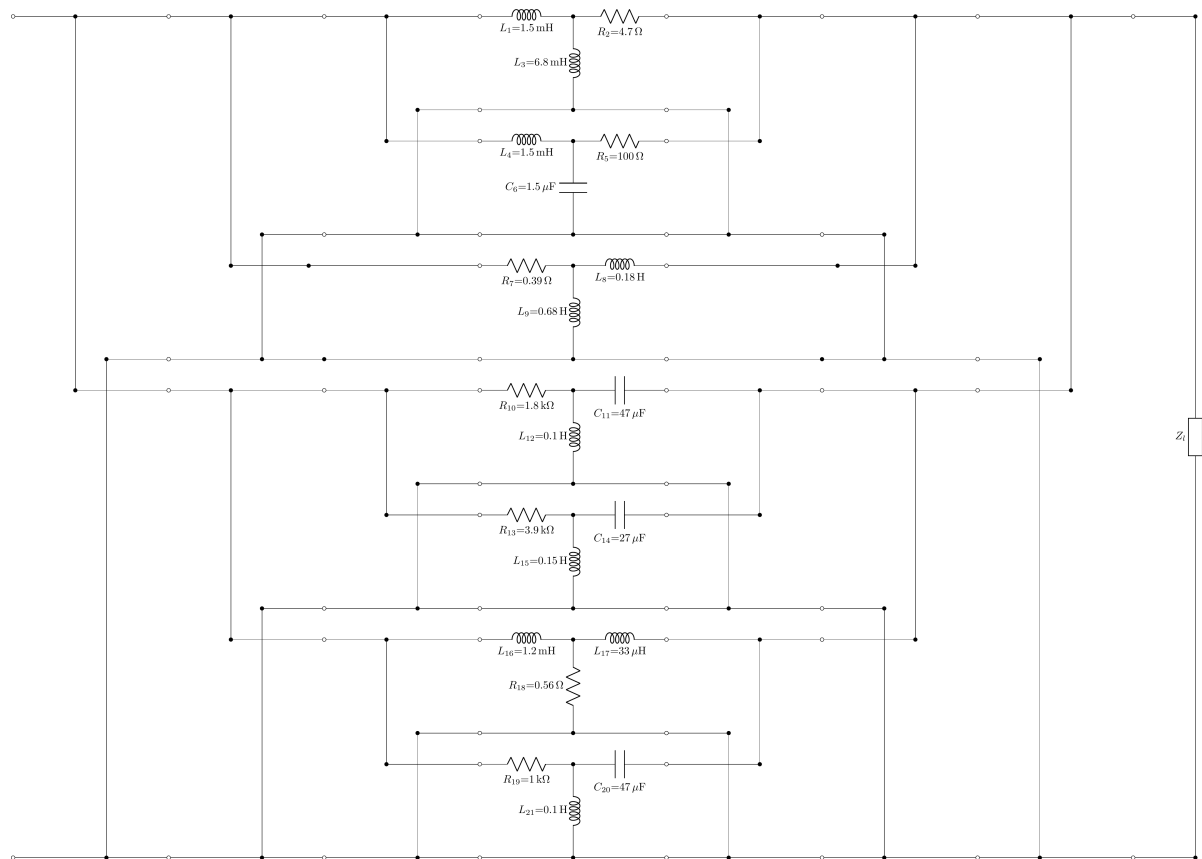 L₁=1.5 mH
R₂=4.7 Ω
L₃=6.8 mH
L₄=1.5 mH
R₅=100 Ω
C₆=1.5 μF
R₇=0.39 Ω
L₈=0.18 H
L₉=0.68 H
R₁₀=1.8 kΩ
C₁₁=47 μF
L₁₂=0.1 H
Zₗ
R₁₃=3.9 kΩ
C₁₄=27 μF
L₁₅=0.15 H
L₁₆=1.2 mH
L₁₇=33 μH
R₁₈=0.56 Ω
R₁₉=1 kΩ
C₂₀=47 μF
L₂₁=0.1 H